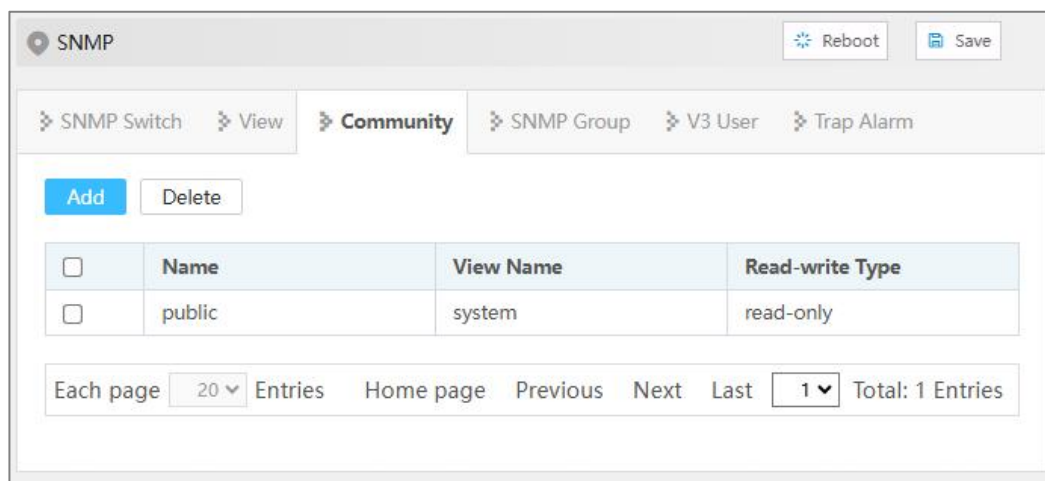 SNMP Reboot Save
SNMP Switch View Community SNMP Group V3 User Trap Alarm
Add Delete
Name View Name Read-write Type
public system read-only
Each page 20 Entries Home page Previous Next Last 1 Total: 1 Entries